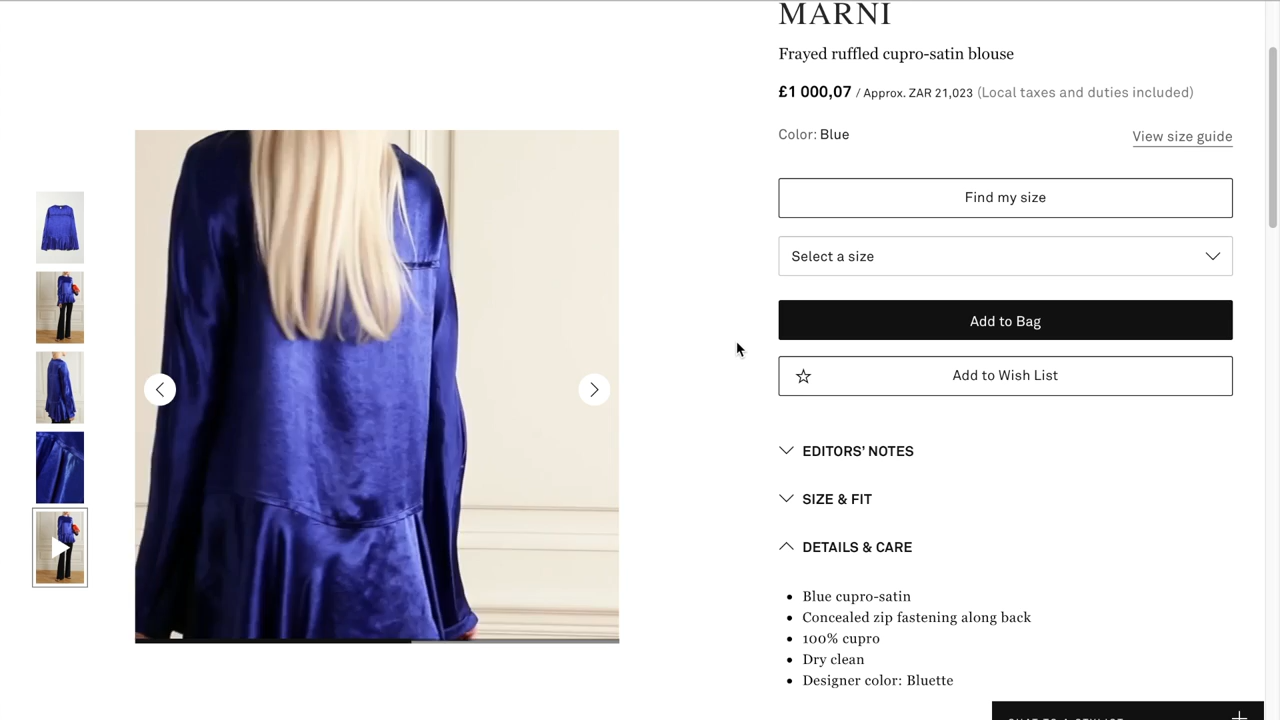 MARNI
Frayed ruffled cupro-satin blouse
£1 000,07 / Approx. ZAR 21,023 (Local taxes and duties included)
Color: Blue
View size guide
Find my size
Select a size
Add to Bag
Add to Wish List
EDITORS' NOTES
SIZE & FIT
DETAILS & CARE
Blue cupro-satin
Concealed zip fastening along back
100% cupro
Dry clean
Designer color: Bluette